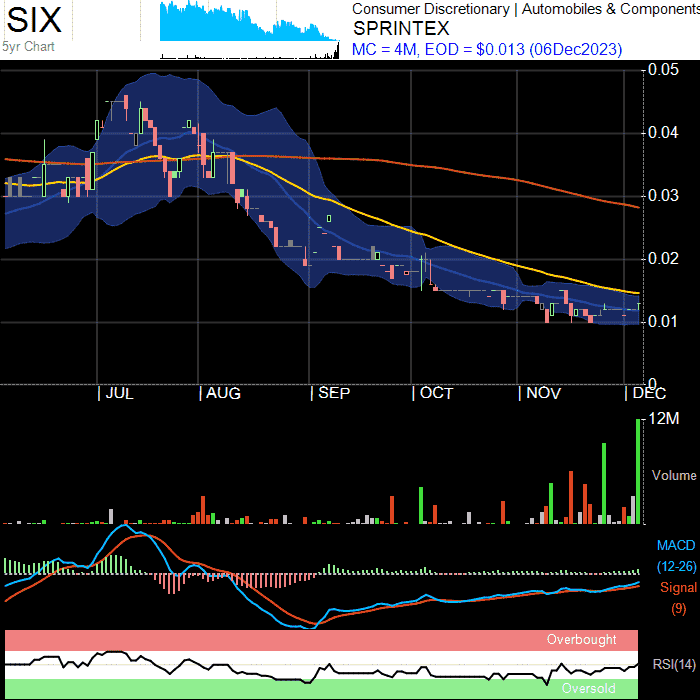 SIX
5yr Chart
Consumer Discretionary | Automobiles & Components
SPRINTEX
MC = 4M, EOD = $0.013 (06Dec2023)
0.05
0.04
0.03
0.02
0.01
0
| JUL
| AUG
| SEP
| OCT
| NOV
| DEC
12M
Volume
MACD
(12-26)
Signal
(9)
Overbought
RSI(14)
Oversold